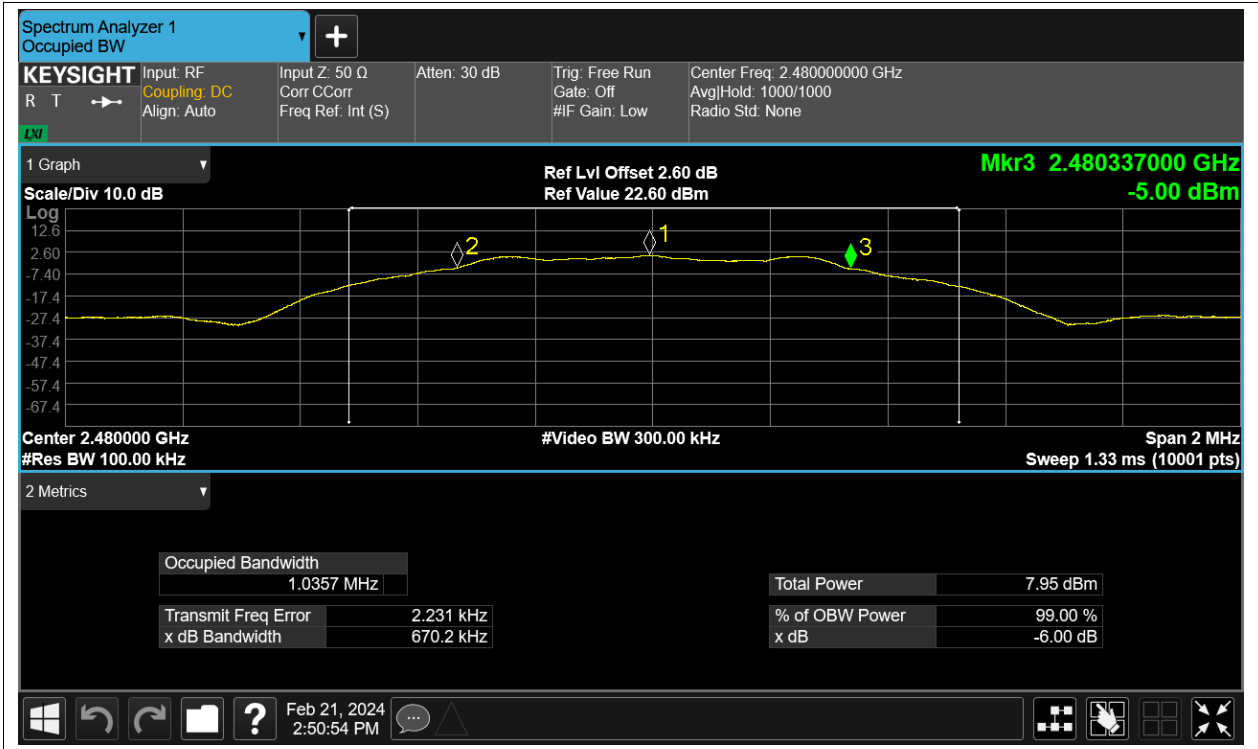 Spectrum Analyzer 1
Occupied BW
KEYSIGHT
R T
LXI
Input: RF
Coupling: DC
Align: Auto
Input Z: 50 Ω
Corr CCorr
Freq Ref: Int (S)
Atten: 30 dB
Trig: Free Run
Gate: Off
#IF Gain: Low
Center Freq: 2.480000000 GHz
Avg|Hold: 1000/1000
Radio Std: None
1 Graph
Scale/Div 10.0 dB
Ref Lvl Offset 2.60 dB
Ref Value 22.60 dBm
Mkr3 2.480337000 GHz
-5.00 dBm
Log
12.6
2.60
-7.40
-17.4
-27.4
-37.4
-47.4
-57.4
-67.4
2
1
3
Center 2.480000 GHz
#Res BW 100.00 kHz
#Video BW 300.00 kHz
Span 2 MHz
Sweep 1.33 ms (10001 pts)
2 Metrics
Occupied Bandwidth
1.0357 MHz
Transmit Freq Error 2.231 kHz
x dB Bandwidth 670.2 kHz
Total Power 7.95 dBm
% of OBW Power 99.00 %
x dB -6.00 dB
?
Feb 21, 2024
2:50:54 PM